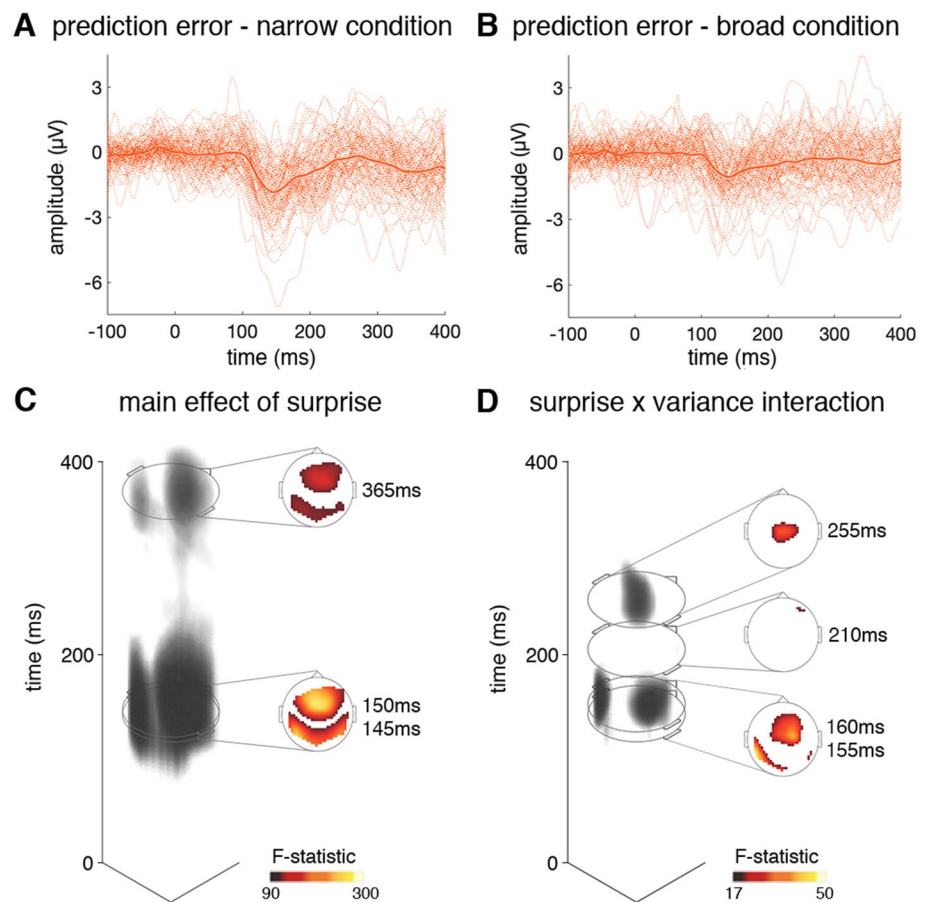 A prediction error - narrow condition
B prediction error - broad condition
amplitude (µV)
3
0
-3
-6
-100 0 100 200 300 400
time (ms)
amplitude (µV)
3
0
-3
-6
-100 0 100 200 300 400
time (ms)
C main effect of surprise
time (ms)
400
200
0
365ms
150ms
145ms
F-statistic
90 300
D surprise x variance interaction
time (ms)
400
200
0
255ms
210ms
160ms
155ms
F-statistic
17 50